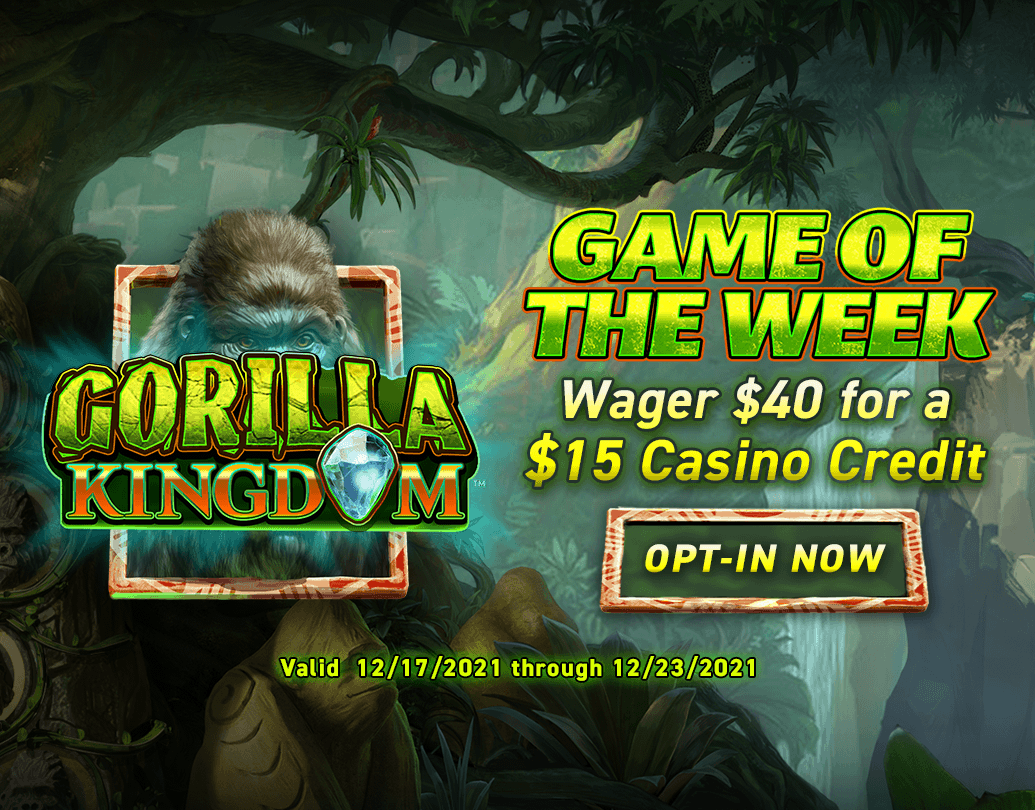 GORILLA
KINGDOM™
GAME OF
THE WEEK
Wager $40 for a
$15 Casino Credit
OPT-IN NOW
Valid 12/17/2021 through 12/23/2021